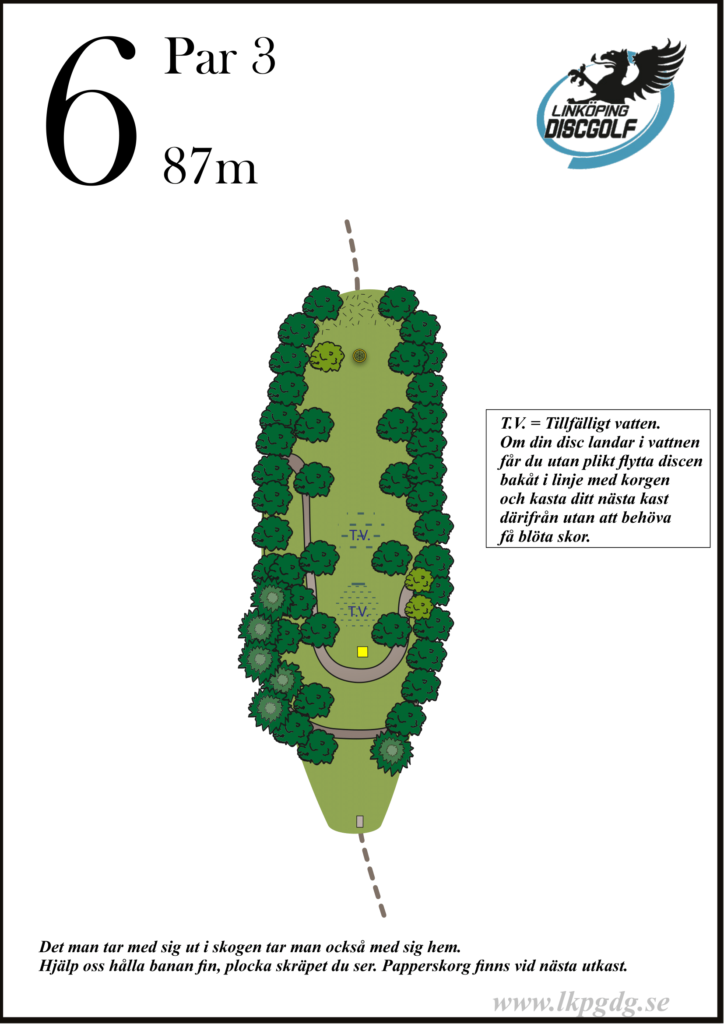 6
Par 3
87m
LINKÖPING
DISCGOLF
T.V. = Tillfälligt vatten.
Om din disc landar i vattnen
får du utan plikt flytta discen
bakåt i linje med korgen
och kasta ditt nästa kast
därifrån utan att behöva
få blöta skor.
T.V.
T.V.
Det man tar med sig ut i skogen tar man också med sig hem.
Hjälp oss hålla banan fin, plocka skräpet du ser. Papperskorg finns vid nästa utkast.
www.lkpgdg.se